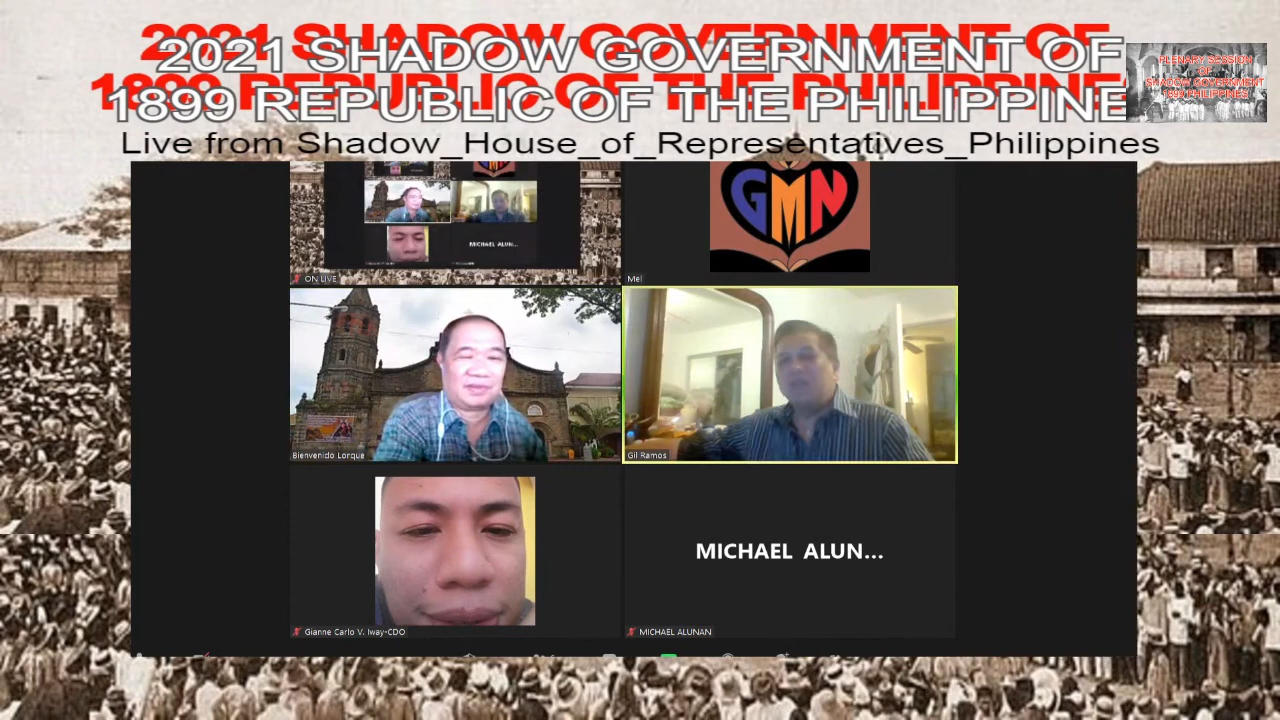 2021 SHADOW GOVERNMENT OF
1899 REPUBLIC OF THE PHILIPPINE
Live from Shadow_House_of_Representatives_Philippines
PLENARY SESSION
OF
SHADOW GOVERNMENT
1899 PHILIPPINES
MICHAEL ALUN...
ON LIVE
GMN
Mel
Bienvenido Lorque
Gil Ramos
MICHAEL ALUN...
Gianne Carlo V. Iway-CDO
MICHAEL ALUNAN